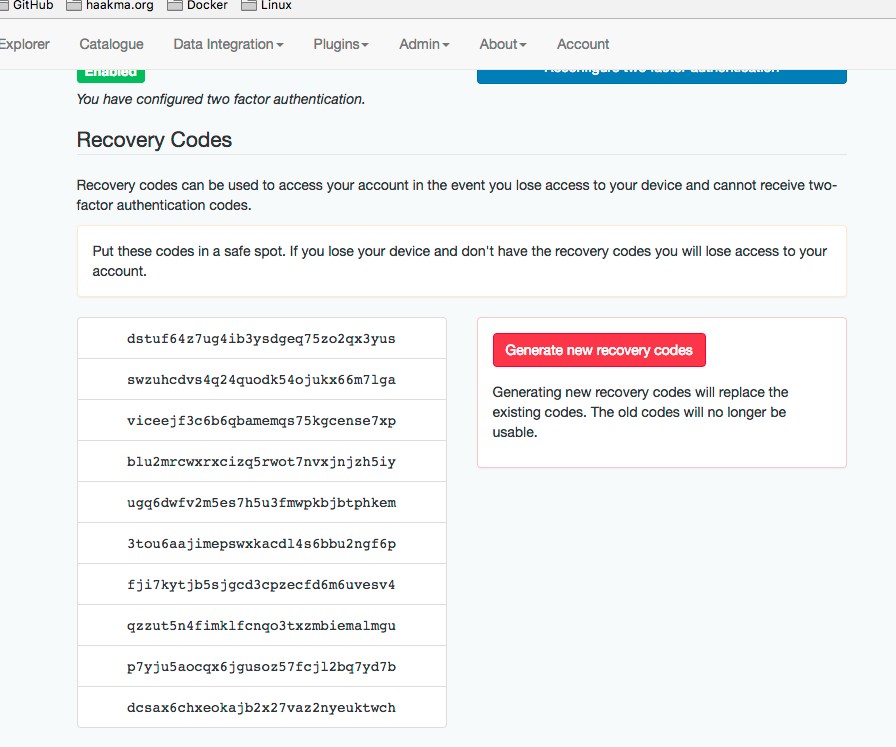 GitHub haakma.org Docker Linux
Explorer Catalogue Data Integration Plugins Admin About Account
Enabled
Reconfigure two factor authentication
You have configured two factor authentication.
Recovery Codes
Recovery codes can be used to access your account in the event you lose access to your device and cannot receive two-
factor authentication codes.
Put these codes in a safe spot. If you lose your device and don't have the recovery codes you will lose access to your
account.
dstuf64z7ug4ib3ysdgeq75zo2qx3yus
swzuhcdvs4q24quodk54ojukx66m7lga
viceejf3c6b6qbamemqs75kgcense7xp
blu2mrcwxrxcizq5rwot7nvxjnjzh5iy
ugq6dwfv2m5es7h5u3fmwpkbjbtphkem
3tou6aajimepswxkacdl4s6bbu2ngf6p
fji7kytjb5sjgcd3cpzecfd6m6uvesv4
qzzut5n4fimklfcnqo3txzmbiemalmgu
p7yju5aocqx6jgusoz57fcjl2bq7yd7b
dcsax6chxeokajb2x27vaz2nyeuktwch
Generate new recovery codes
Generating new recovery codes will replace the
existing codes. The old codes will no longer be
usable.